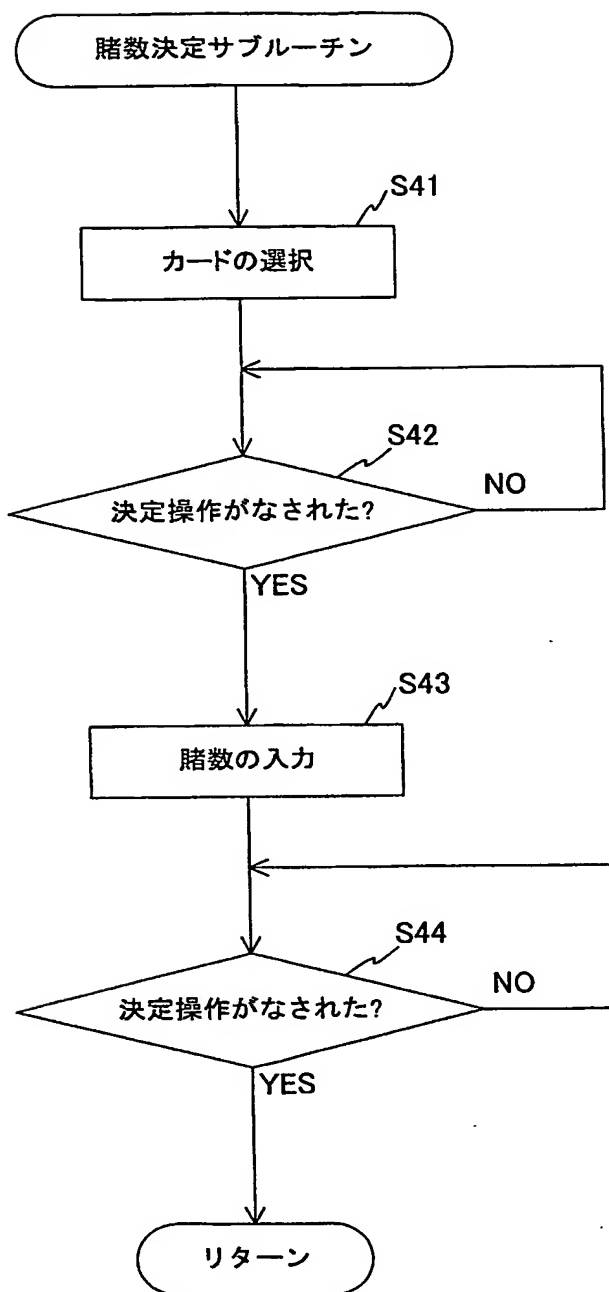 賭数決定サブルーチン
S41
カードの選択
S42
決定操作がなされた?
NO
YES
S43
賭数の入力
S44
決定操作がなされた?
NO
YES
リターン